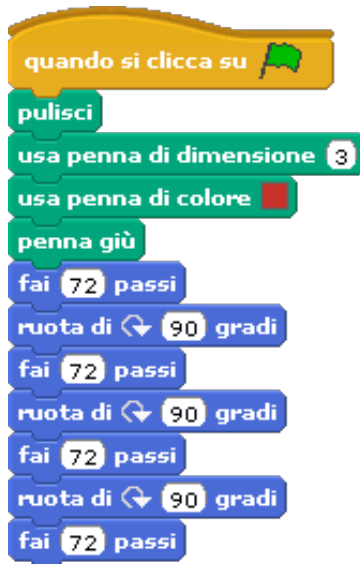 quando si clicca su
pulisci
usa penna di dimensione 3
usa penna di colore
penna giù
fai 72 passi
ruota di 90 gradi
fai 72 passi
ruota di 90 gradi
fai 72 passi
ruota di 90 gradi
fai 72 passi